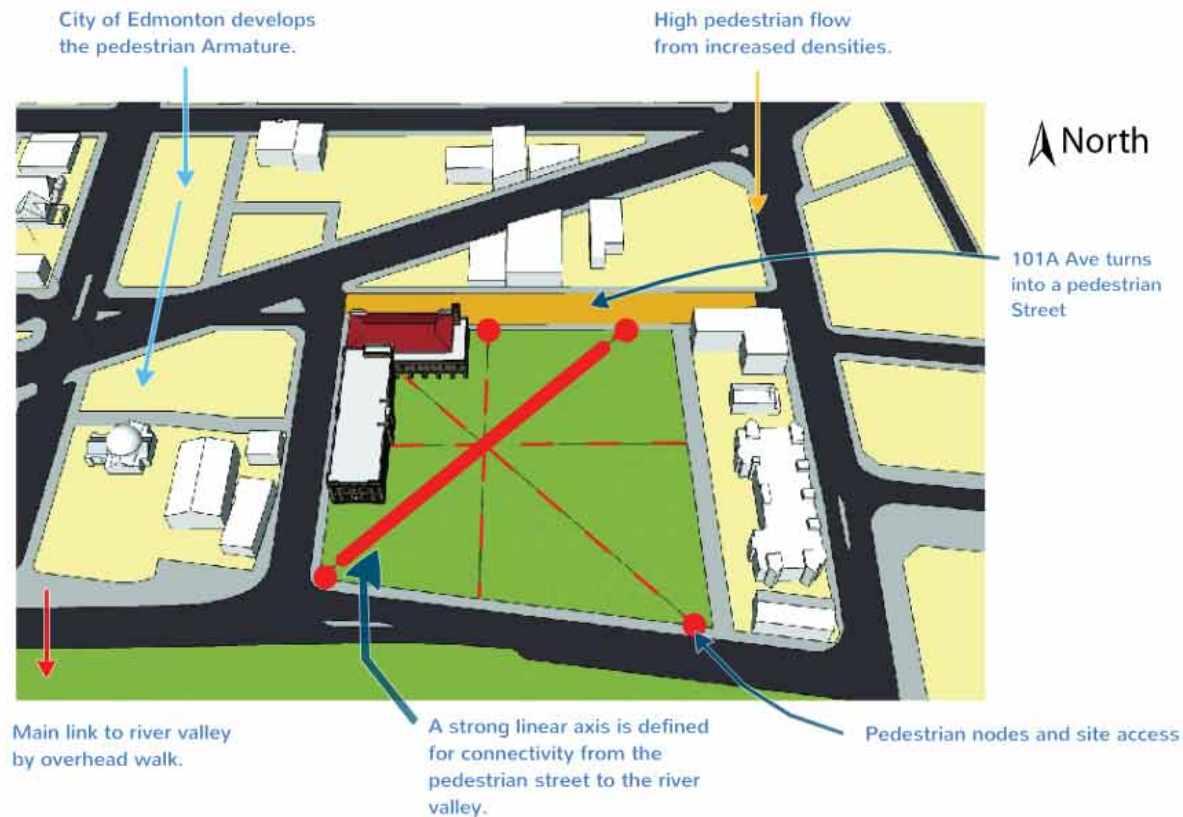 City of Edmonton develops
the pedestrian Armature.
High pedestrian flow
from increased densities.
North
101A Ave turns
into a pedestrian
Street
Main link to river valley
by overhead walk.
A strong linear axis is defined
for connectivity from the
pedestrian street to the river
valley.
Pedestrian nodes and site access